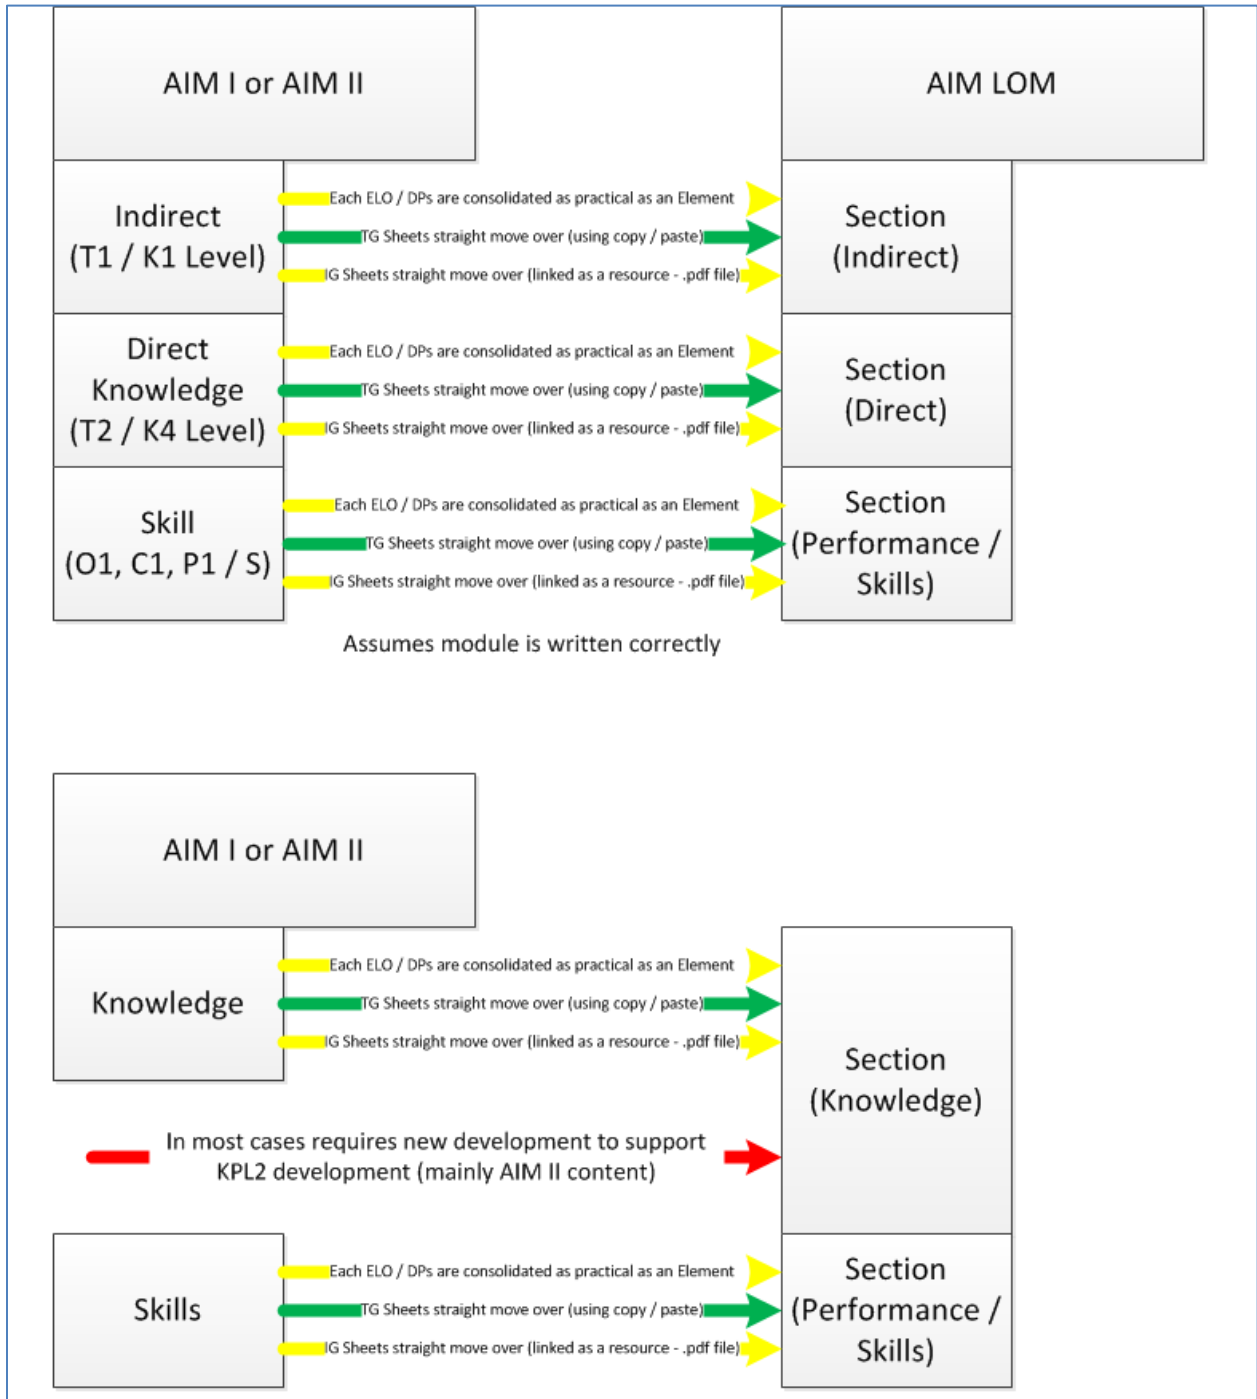 AIM I or AIM II
AIM LOM
Indirect
(T1 / K1 Level)
Each ELO / DPs are consolidated as practical as an Element
TG Sheets straight move over (using copy / paste)
IG Sheets straight move over (linked as a resource - .pdf file)
Section
(Indirect)
Direct
Knowledge
(T2 / K4 Level)
Each ELO / DPs are consolidated as practical as an Element
TG Sheets straight move over (using copy / paste)
IG Sheets straight move over (linked as a resource - .pdf file)
Section
(Direct)
Skill
(O1, C1, P1 / S)
Each ELO / DPs are consolidated as practical as an Element
TG Sheets straight move over (using copy / paste)
IG Sheets straight move over (linked as a resource - .pdf file)
Section
(Performance /
Skills)
Assumes module is written correctly
AIM I or AIM II
Knowledge
Each ELO / DPs are consolidated as practical as an Element
TG Sheets straight move over (using copy / paste)
IG Sheets straight move over (linked as a resource - .pdf file)
Section
(Knowledge)
In most cases requires new development to support
KPL2 development (mainly AIM II content)
Skills
Each ELO / DPs are consolidated as practical as an Element
TG Sheets straight move over (using copy / paste)
IG Sheets straight move over (linked as a resource - .pdf file)
Section
(Performance /
Skills)